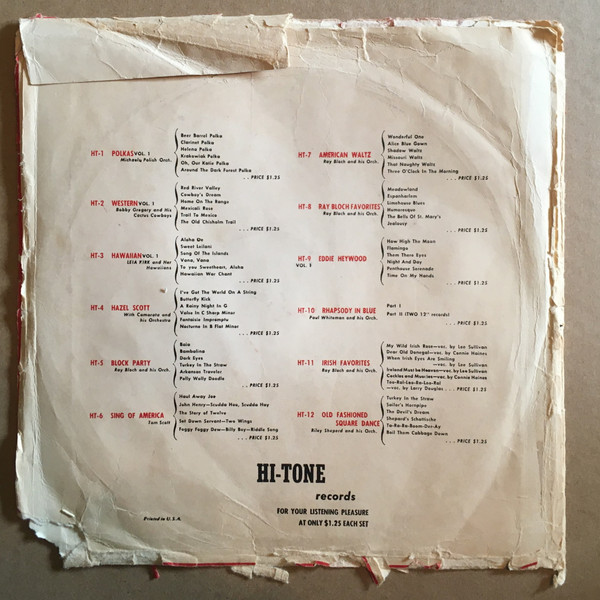 HT-1 POLKAS VOL. 1
Michaels Polish Orct.
Beer Barrel Polka
Clarinet Polka
Helena Polka
Krakowiak Polka
Oh, Our Katie Polka
Around The Dark Forest Polka
. . . PRICE $1.25
HT-2 WESTERN VOL. 1
Bobby Gregory and His
Cactus Cowboys
Red River Valley
Cowboy's Dream
Home On The Range
Mexicali Rose
Trail To Mexico
The Old Chisholm Trail
. . . PRICE $1.25
HT-3 HAWAIIAN VOL. 1
LEIA KIRK and Her
Hawaiians
Aloha Oe
Sweet Leilani
Song Of The Islands
Vana, Vana
To you Sweetheart, Aloha
Hawaiian War Chant
. . . PRICE $1.25
HT-4 HAZEL SCOTT
With Camarata and
his Orchestra
I've Got The World On A String
Butterfly Kick
A Rainy Night In G
Valse In C Sharp Minor
Fantaisie Impromptu
Nocturne In B Flat Minor
. . . PRICE $1.25
HT-5 BLOCK PARTY
Ray Bloch and his Orch.
Baia
Bambalina
Dark Eyes
Turkey In The Straw
Arkansas Traveler
Polly Wolly Doodle
. . . PRICE $1.25
HT-6 SING OF AMERICA
Tom Scott
Haul Away Joe
John Henry—Scudda Hoo, Scudda Hay
The Story of Twelve
Set Down Servant—Two Wings
Foggy Foggy Dew—Billy Boy—Riddle Song
. . . PRICE $1.25
HT-7 AMERICAN WALTZ
Ray Bloch and his Orch.
Wonderful One
Alice Blue Gown
Shadow Waltz
Missouri Waltz
That Naughty Waltz
Three O'Clock In The Morning
. . PRICE $1.25
HT-8 RAY BLOCH FAVORITES
Ray Bloch and his Orch.
Meadowland
Espanharlem
Limehouse Blues
Humoresque
The Bells Of St. Mary's
Jealousy
. . . PRICE $1.25
HT-9 EDDIE HEYWOOD
VOL. 1
How High The Moon
Flamingo
Them There Eyes
Night And Day
Penthouse Serenade
Time On My Hands
. . . PRICE $1.25
HT-10 RHAPSODY IN BLUE
Paul Whiteman and his Orch.
Part I
Part II (TWO 12" records)
. . . PRICE $1.25
HT-11 IRISH FAVORITES
Ray Bloch and his Orch.
My Wild Irish Rose—voc. by Lee Sullivan
Dear Old Donegal—voc. by Connie Haines
When Irish Eyes Are Smiling
—voc. by Lee Sullivan
Ireland Must be Heaven—voc. by Lee Sullivan
Cockles and Muscles—voc. by Connie Haines
Too-Ral-Loo-Ra-Loo-Ral
—voc. by Larry Douglas . . . PRICE $1.25
HT-12 OLD FASHIONED
SQUARE DANCE
Riley Shepard and his Orch.
Turkey In The Straw
Sailor's Hornpipe
The Devil's Dream
Shepard's Schottische
Ta-Ra-Ra-Boom-Der-Ay
Boil Them Cabbage Down
. . . PRICE $1.25
HI-TONE
records
FOR YOUR LISTENING PLEASURE
AT ONLY $1.25 EACH SET
Printed in U.S.A.